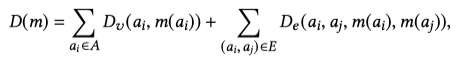 D(m) = ∑_{a_i∈A} D_v(a_i, m(a_i)) + ∑_{(a_i,a_j)∈E} D_e(a_i, a_j, m(a_i), m(a_j)),